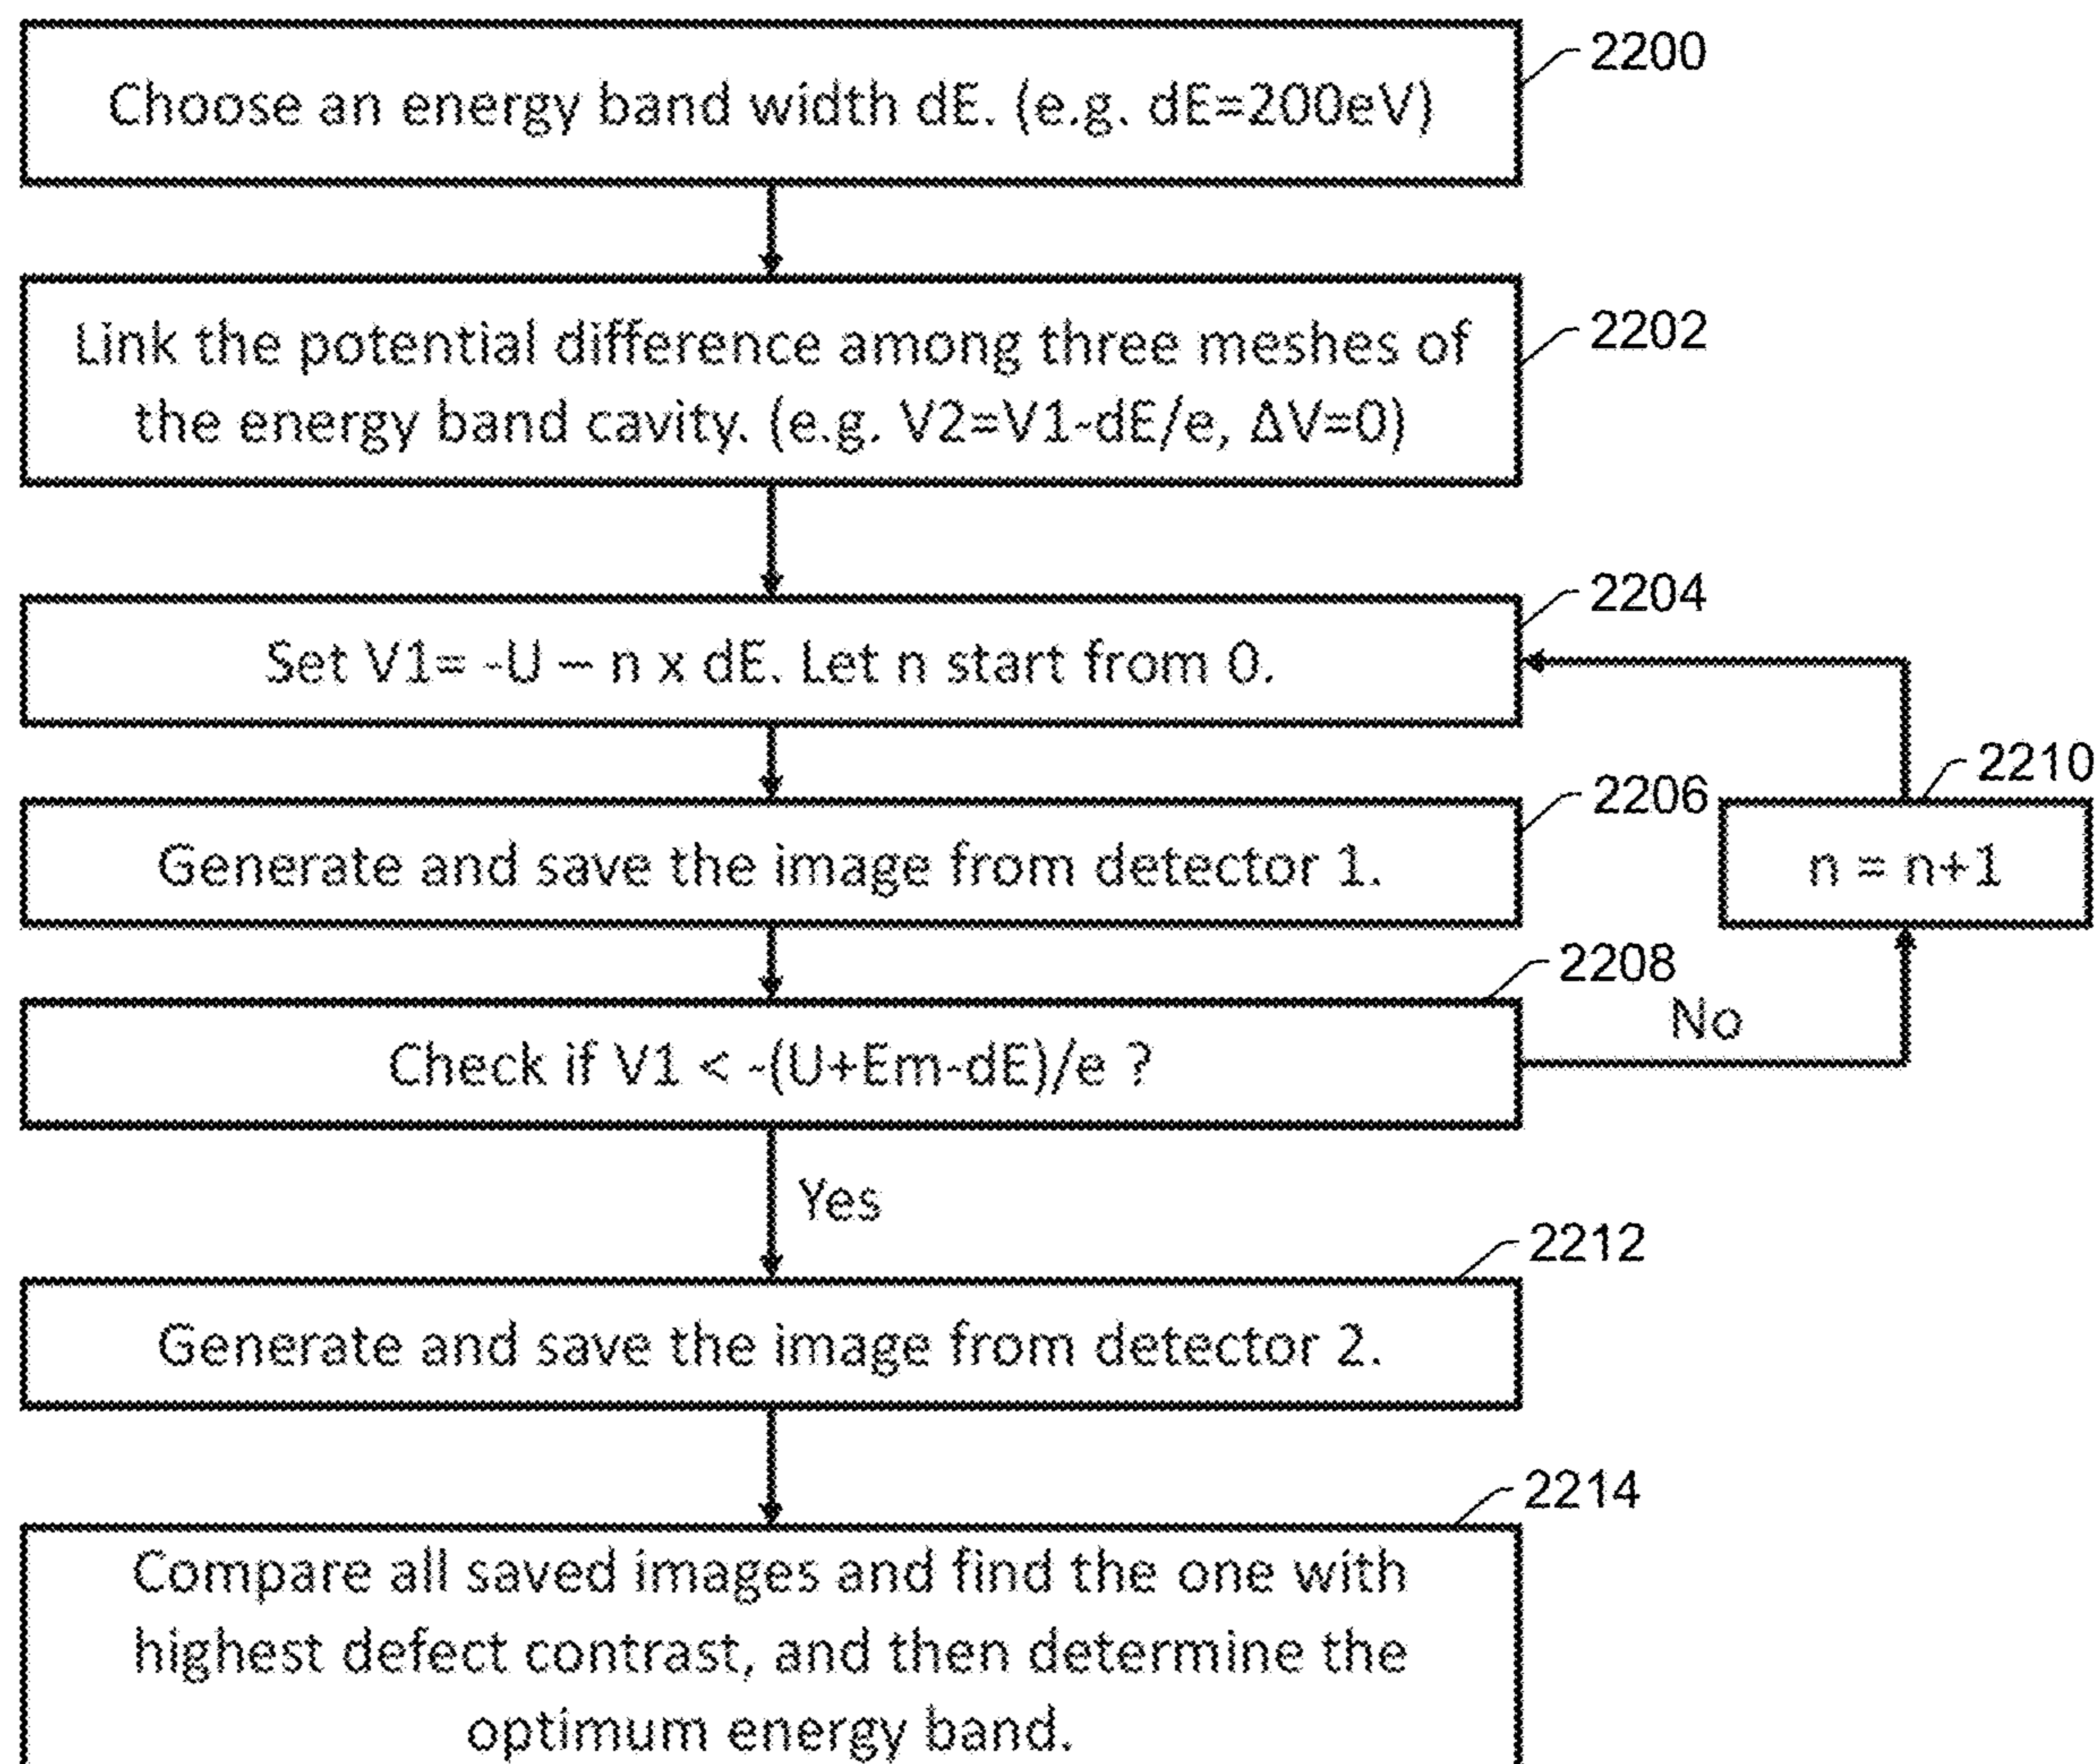 2200
Choose an energy band width dE. (e.g. dE=200eV)
2202
Link the potential difference among three meshes of
the energy band cavity. (e.g. V2=V1-dE/e, ΔV=0)
2204
Set V1= -U – n x dE. Let n start from 0.
2210
2206
Generate and save the image from detector 1.
n = n+1
2208
No
Check if V1 < -(U+Em-dE)/e ?
Yes
2212
Generate and save the image from detector 2.
2214
Compare all saved images and find the one with
highest defect contrast, and then determine the
optimum energy band.